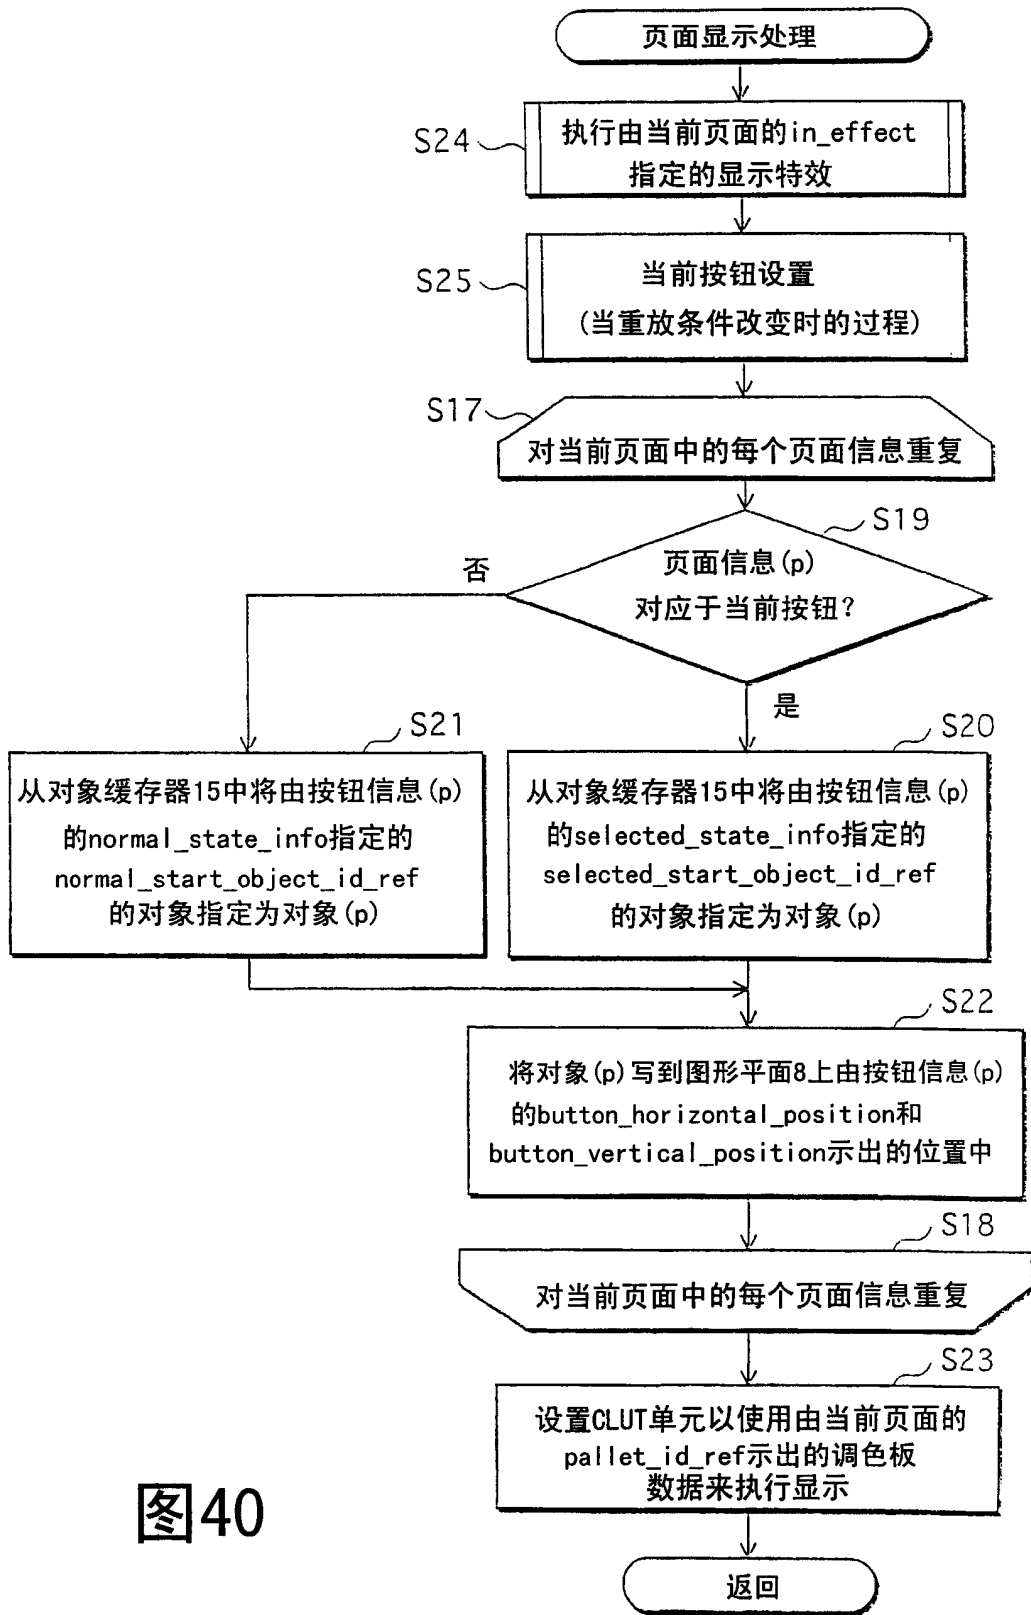 页面显示处理
S24
执行由当前页面的in_effect
指定的显示特效
S25
当前按钮设置
(当重放条件改变时的过程)
S17
对当前页面中的每个页面信息重复
S19
页面信息(p)
对应于当前按钮？
否
是
S21
从对象缓存器15中将由按钮信息(p)
的normal_state_info指定的
normal_start_object_id_ref
的对象指定为对象(p)
S20
从对象缓存器15中将由按钮信息(p)
的selected_state_info指定的
selected_start_object_id_ref
的对象指定为对象(p)
S22
将对象(p)写到图形平面8上由按钮信息(p)
的button_horizontal_position和
button_vertical_position示出的位置中
S18
对当前页面中的每个页面信息重复
S23
设置CLUT单元以使用由当前页面的
pallet_id_ref示出的调色板
数据来执行显示
返回
图40